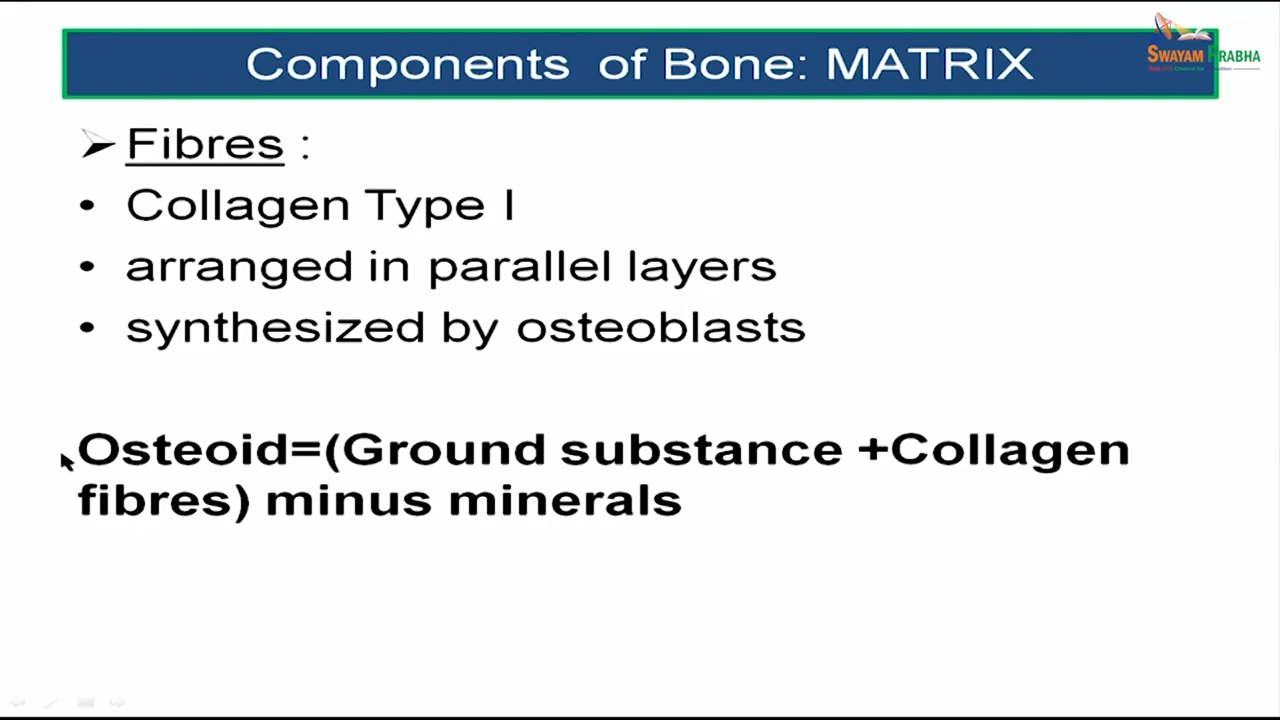 Components of Bone: MATRIX
SWAYAM PRABHA
Fibres :
• Collagen Type I
• arranged in parallel layers
• synthesized by osteoblasts
Osteoid=(Ground substance +Collagen
fibres) minus minerals